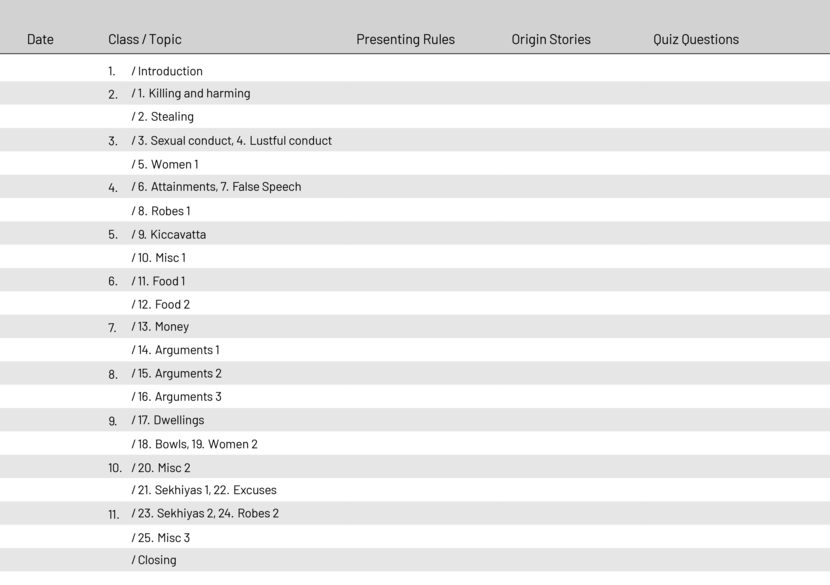 Date Class / Topic Presenting Rules Origin Stories Quiz Questions
1. / Introduction
2. / 1. Killing and harming
/ 2. Stealing
3. / 3. Sexual conduct, 4. Lustful conduct
/ 5. Women 1
4. / 6. Attainments, 7. False Speech
/ 8. Robes 1
5. / 9. Kiccavatta
/ 10. Misc 1
6. / 11. Food 1
/ 12. Food 2
7. / 13. Money
/ 14. Arguments 1
8. / 15. Arguments 2
/ 16. Arguments 3
9. / 17. Dwellings
/ 18. Bowls, 19. Women 2
10. / 20. Misc 2
/ 21. Sekhiyas 1, 22. Excuses
11. / 23. Sekhiyas 2, 24. Robes 2
/ 25. Misc 3
/ Closing